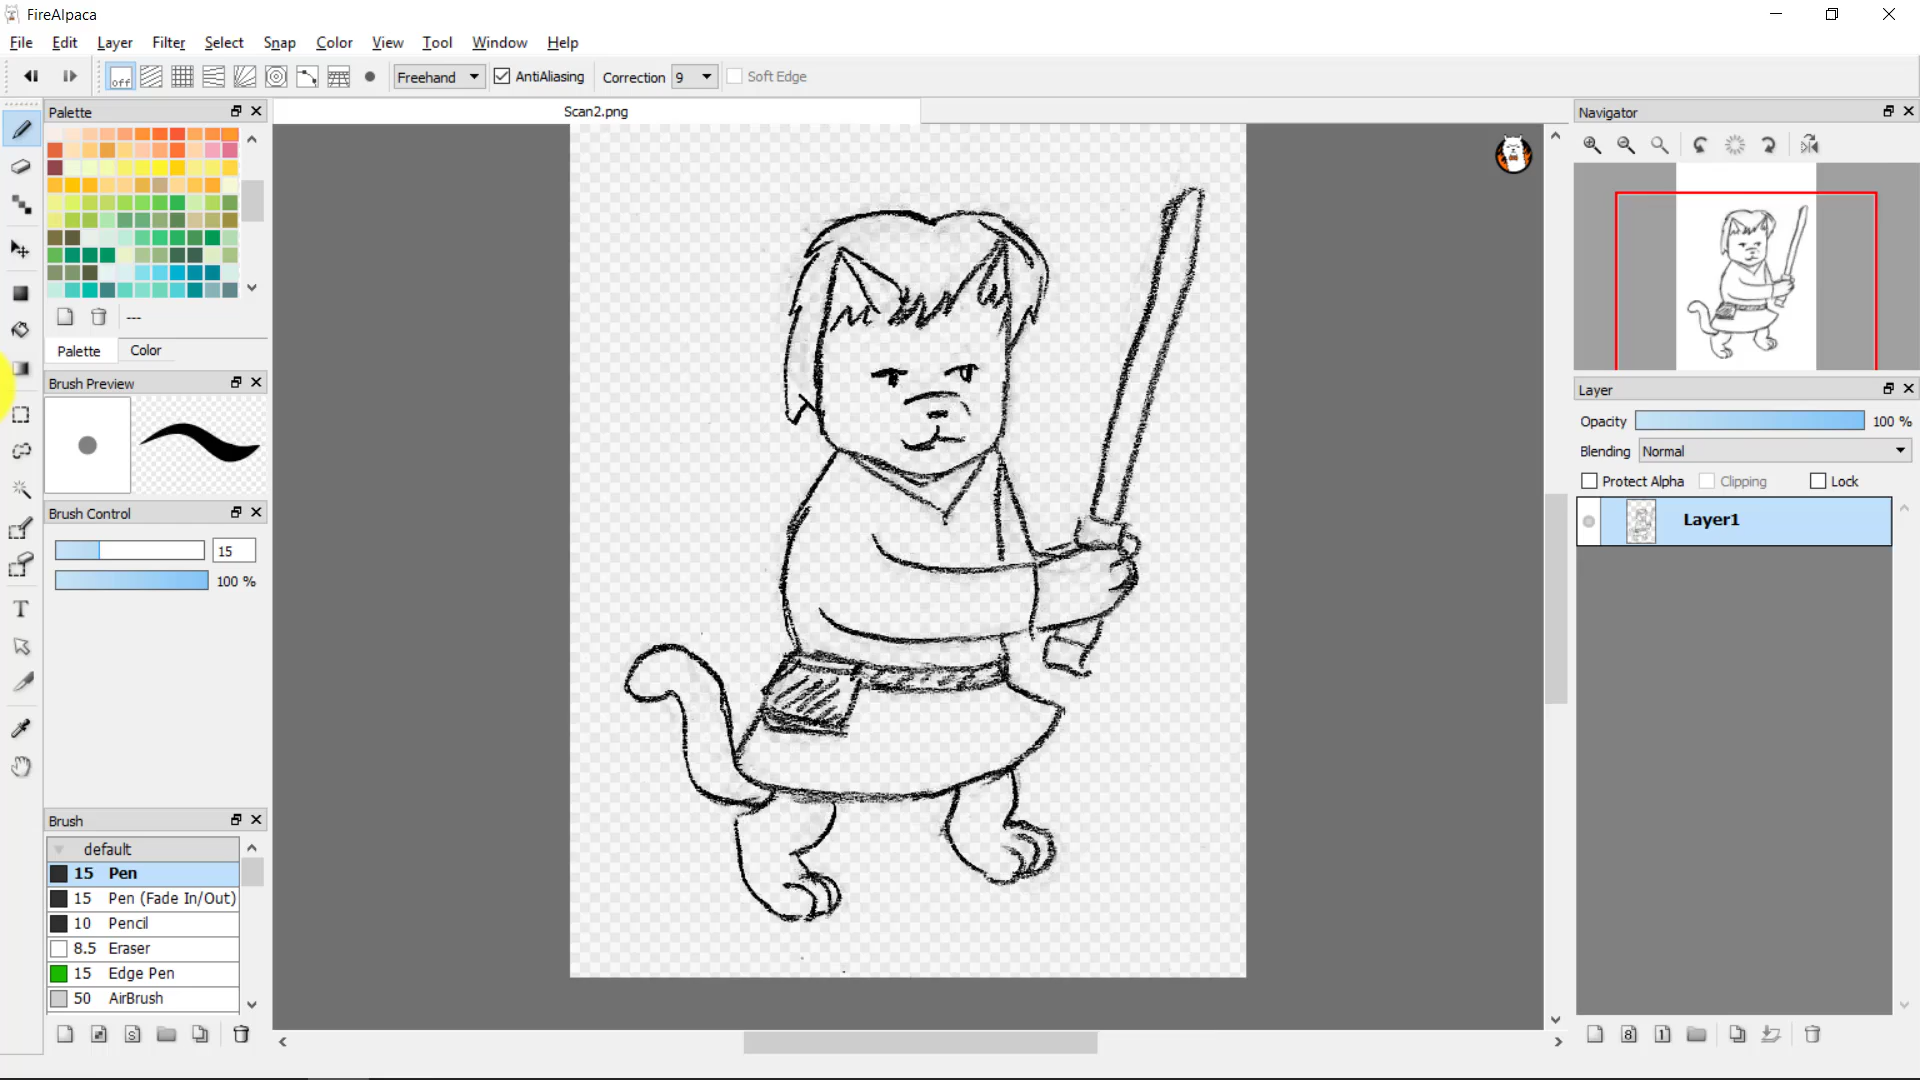 FireAlpaca
File Edit Layer Filter Select Snap Color View Tool Window Help
off Freehand AntiAliasing Correction 9 Soft Edge
Palette
Scan2.png
Navigator
---
Palette Color
Brush Preview
Layer
Opacity 100 %
Blending Normal
Protect Alpha Clipping Lock
Layer1
Brush Control
15
100 %
T
Brush
default
15 Pen
15 Pen (Fade In/Out)
10 Pencil
8.5 Eraser
15 Edge Pen
50 AirBrush
S
8 1